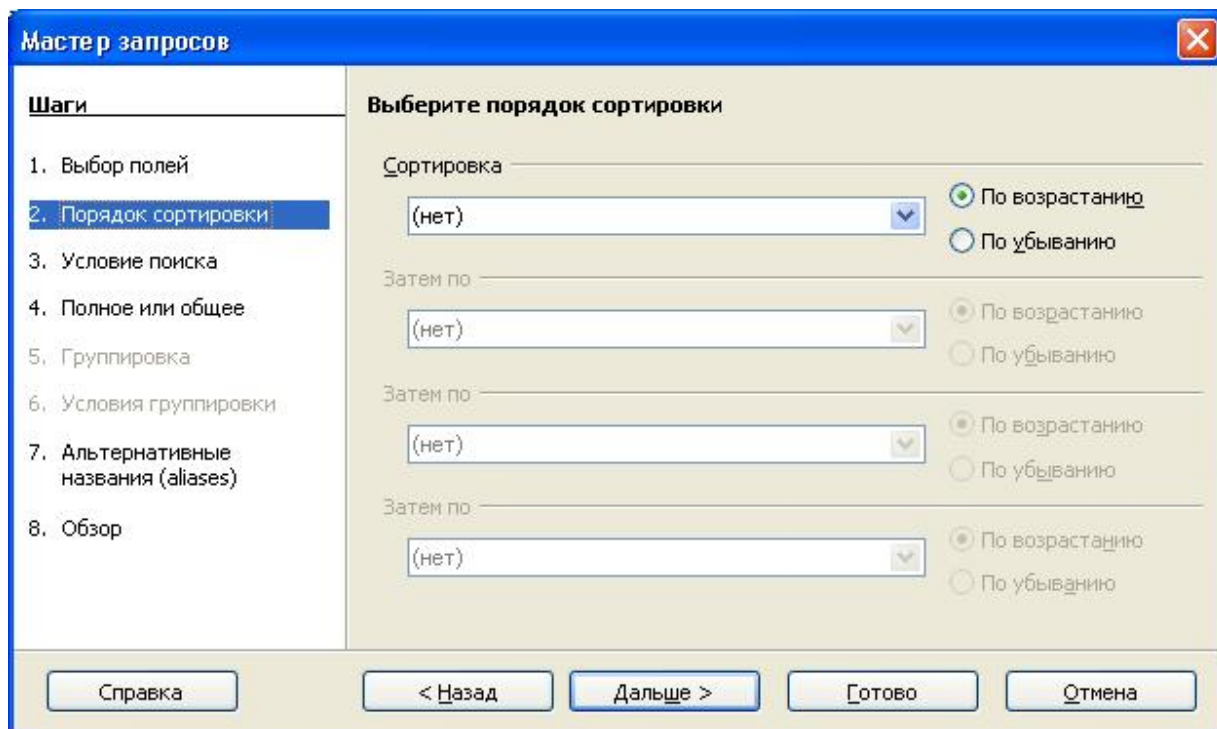 Мастер запросов
Шаги
1. Выбор полей
2. Порядок сортировки
3. Условие поиска
4. Полное или общее
5. Группировка
6. Условия группировки
7. Альтернативные
названия (aliases)
8. Обзор
Выберите порядок сортировки
Сортировка
(нет)
По возрастанию
По убыванию
Затем по
(нет)
По возрастанию
По убыванию
Затем по
(нет)
По возрастанию
По убыванию
Затем по
(нет)
По возрастанию
По убыванию
Справка
< Назад
Дальше >
Готово
Отмена